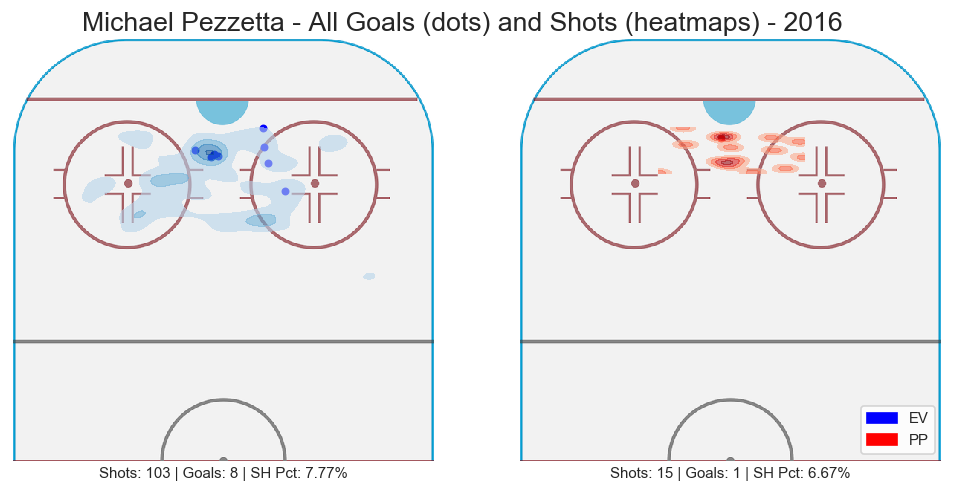 Michael Pezzetta - All Goals (dots) and Shots (heatmaps) - 2016
EV
PP
Shots: 103 | Goals: 8 | SH Pct: 7.77%
Shots: 15 | Goals: 1 | SH Pct: 6.67%